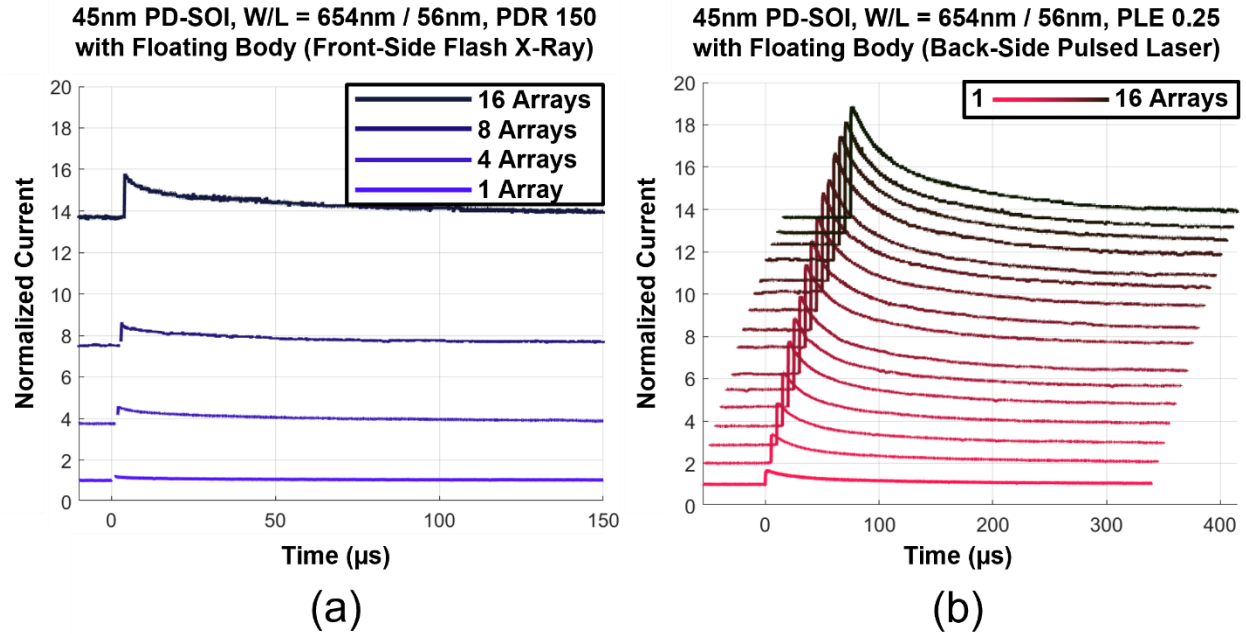 45nm PD-SOI, W/L = 654nm / 56nm, PDR 150
with Floating Body (Front-Side Flash X-Ray)
20
18
16
14
12
10
8
6
4
2
0
Normalized Current
16 Arrays
8 Arrays
4 Arrays
1 Array
0
50
100
150
Time (µs)
(a)
45nm PD-SOI, W/L = 654nm / 56nm, PLE 0.25
with Floating Body (Back-Side Pulsed Laser)
20
18
16
14
12
10
8
6
4
2
0
Normalized Current
1 16 Arrays
0
100
200
300
400
Time (µs)
(b)